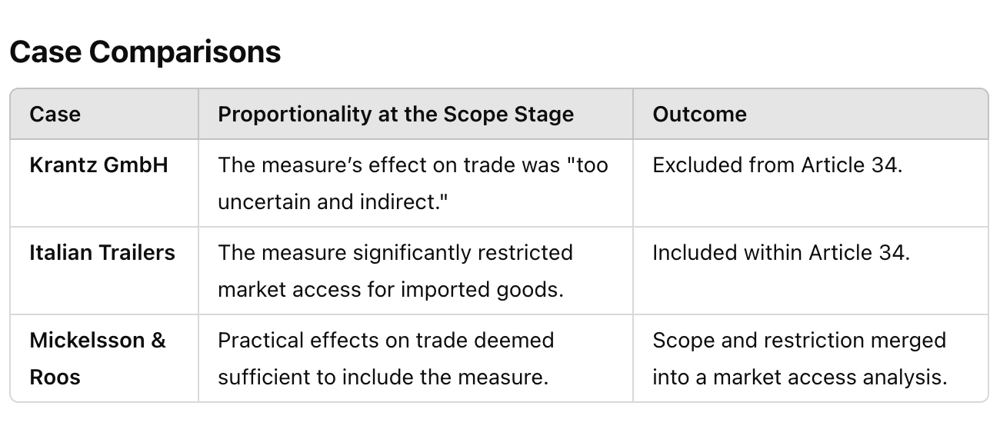 Case Comparisons
Case
Proportionality at the Scope Stage
Outcome
Krantz GmbH
The measure’s effect on trade was "too
uncertain and indirect."
Excluded from Article 34.
Italian Trailers
The measure significantly restricted
market access for imported goods.
Included within Article 34.
Mickelsson &
Roos
Practical effects on trade deemed
sufficient to include the measure.
Scope and restriction merged
into a market access analysis.